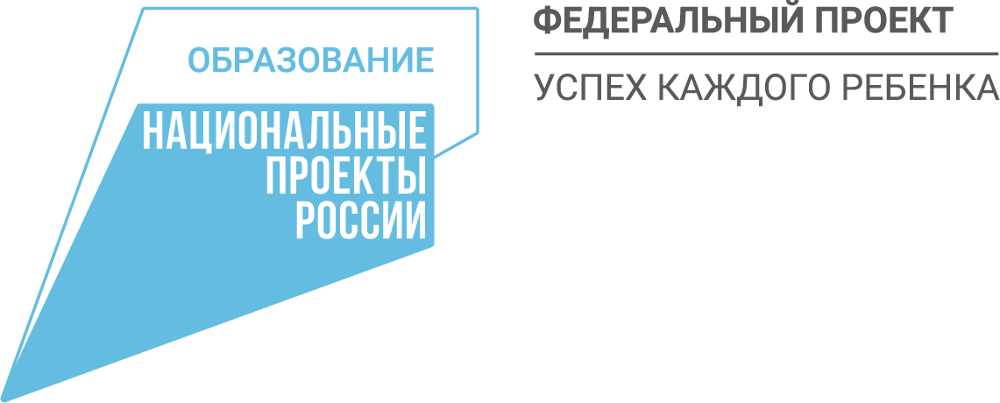 ОБРАЗОВАНИЕ
НАЦИОНАЛЬНЫЕ
ПРОЕКТЫ
РОССИИ
ФЕДЕРАЛЬНЫЙ ПРОЕКТ
УСПЕХ КАЖДОГО РЕБЕНКА